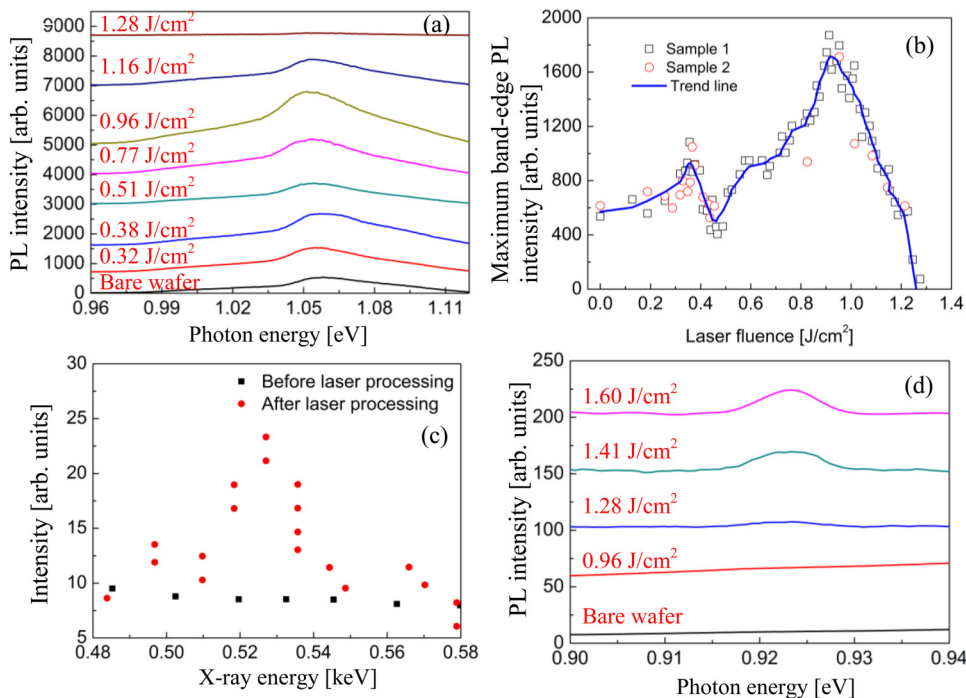 (a)
PL intensity [arb. units]
9000
8000
7000
6000
5000
4000
3000
2000
1000
0
1.28 J/cm²
1.16 J/cm²
0.96 J/cm²
0.77 J/cm²
0.51 J/cm²
0.38 J/cm²
0.32 J/cm²
Bare wafer
0.96 0.99 1.02 1.05 1.08 1.11
Photon energy [eV]
(b)
Maximum band-edge PL
intensity [arb. units]
2000
1600
1200
800
400
0
Sample 1
Sample 2
Trend line
0.0 0.2 0.4 0.6 0.8 1.0 1.2 1.4
Laser fluence [J/cm²]
(c)
Intensity [arb. units]
30
25
20
15
10
5
Before laser processing
After laser processing
0.48 0.50 0.52 0.54 0.56 0.58
X-ray energy [keV]
(d)
PL intensity [arb. units]
250
200
150
100
50
0
1.60 J/cm²
1.41 J/cm²
1.28 J/cm²
0.96 J/cm²
Bare wafer
0.90 0.91 0.92 0.93 0.94
Photon energy [eV]